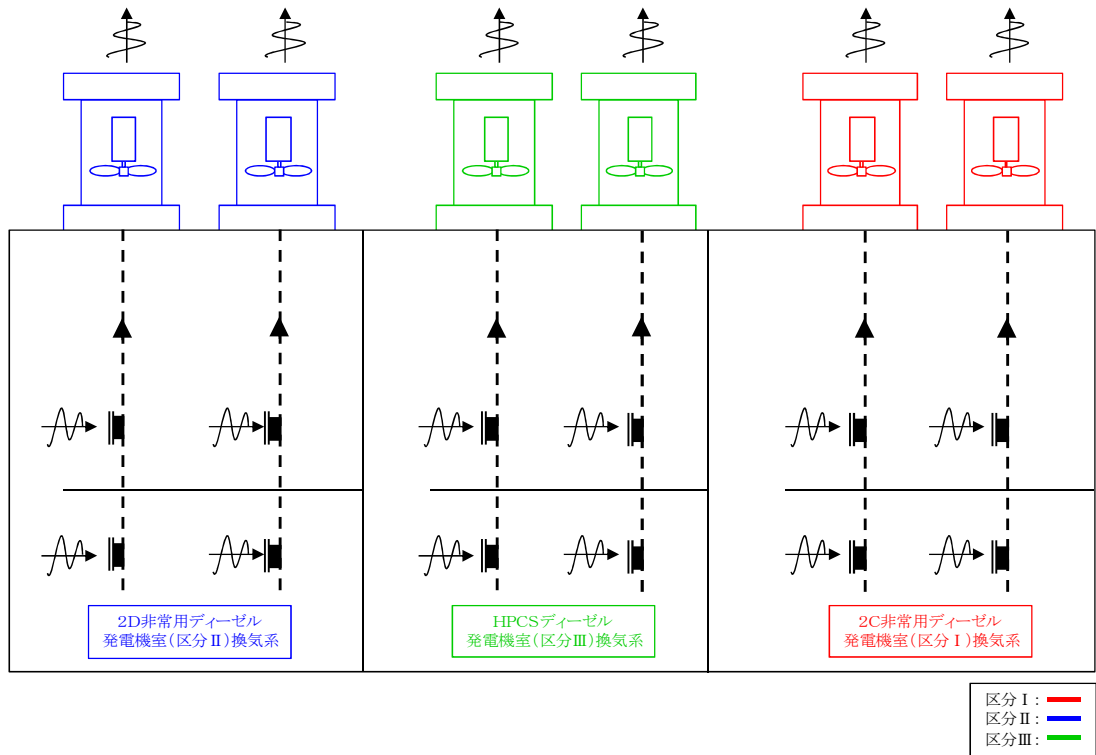 2D非常用ディーゼル
発電機室(区分Ⅱ)換気系
HPCSディーゼル
発電機室(区分Ⅲ)換気系
2C非常用ディーゼル
発電機室(区分Ⅰ)換気系
区分Ⅰ:
区分Ⅱ:
区分Ⅲ: